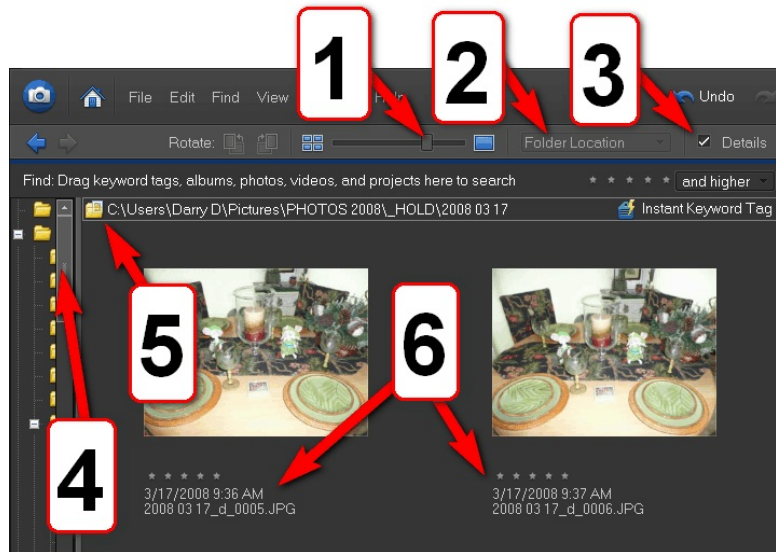 1
2
3
File Edit Find View Help Undo
Rotate: Folder Location Details
Find: Drag keyword tags, albums, photos, videos, and projects here to search and higher
C:\Users\Darry D\Pictures\PHOTOS 2008\_HOLD\2008 03 17 Instant Keyword Tag
5
6
4
3/17/2008 9:36 AM 3/17/2008 9:37 AM
2008 03 17_d_0005.JPG 2008 03 17_d_0006.JPG